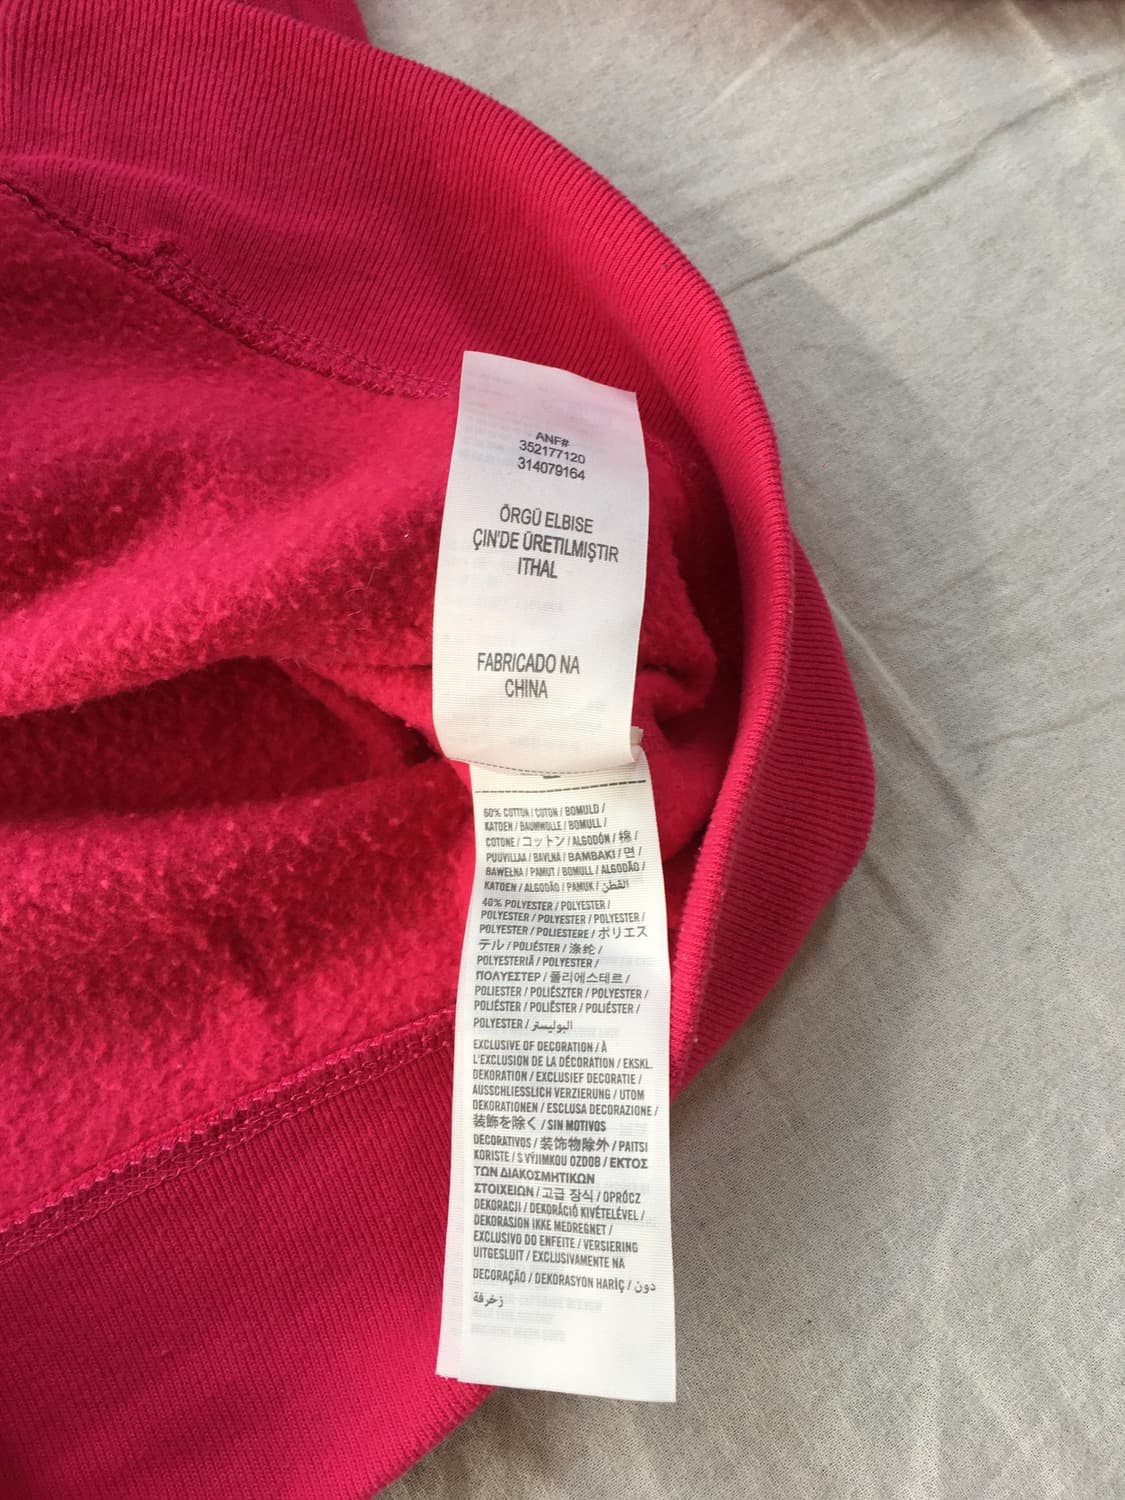 ANF#
352177120
314079164
ÖRGÜ ELBISE
ÇIN'DE ÜRETILMIŞTIR
ITHAL
FABRICADO NA
CHINA
60% COTTON / COTON / BOMULD /
KATOEN / BAUMWOLLE / BOMULL /
COTONE / コットン / ALGODÓN / 棉 /
PUUVILLAA / BAVLNA / BAMBAKI / 면 /
BAWEŁNA / PAMUT / BOMULL / ALGODÃO /
KATOEN / ALGODÃO / PAMUK / القطن
40% POLYESTER / POLYESTER /
POLYESTER / POLYESTER / POLYESTER /
POLYESTER / POLIESTERE / ポリエス
テル / POLIÉSTER / 涤纶 /
POLYESTERIÄ / POLYESTER /
ΠΟΛΥΕΣΤΕΡ / 폴리에스테르 /
POLIESTER / POLIÉSZTER / POLYESTER /
POLIÉSTER / POLIËSTER / POLIÉSTER /
POLYESTER / البوليستر
EXCLUSIVE OF DECORATION / À
L'EXCLUSION DE LA DÉCORATION / EKSKL.
DEKORATION / EXCLUSIEF DECORATIE /
AUSSCHLIESSLICH VERZIERUNG / UTOM
DEKORATIONEN / ESCLUSA DECORAZIONE /
装飾を除く / SIN MOTIVOS
DECORATIVOS / 装饰物除外 / PAITSI
KORISTE / S VÝJIMKOU OZDOB / ΕΚΤΟΣ
ΤΩΝ ΔΙΑΚΟΣΜΗΤΙΚΩΝ
ΣΤΟΙΧΕΙΩΝ / 고급 장식 / OPRÓCZ
DEKORACJI / DEKORÁCIÓ KIVÉTELÉVEL /
DEKORASJON IKKE MEDREGNET /
EXCLUSIVO DO ENFEITE / VERSIERING
UITGESLUIT / EXCLUSIVAMENTE NA
DECORAÇÃO / DEKORASYON HARIÇ / دون
زخرفة